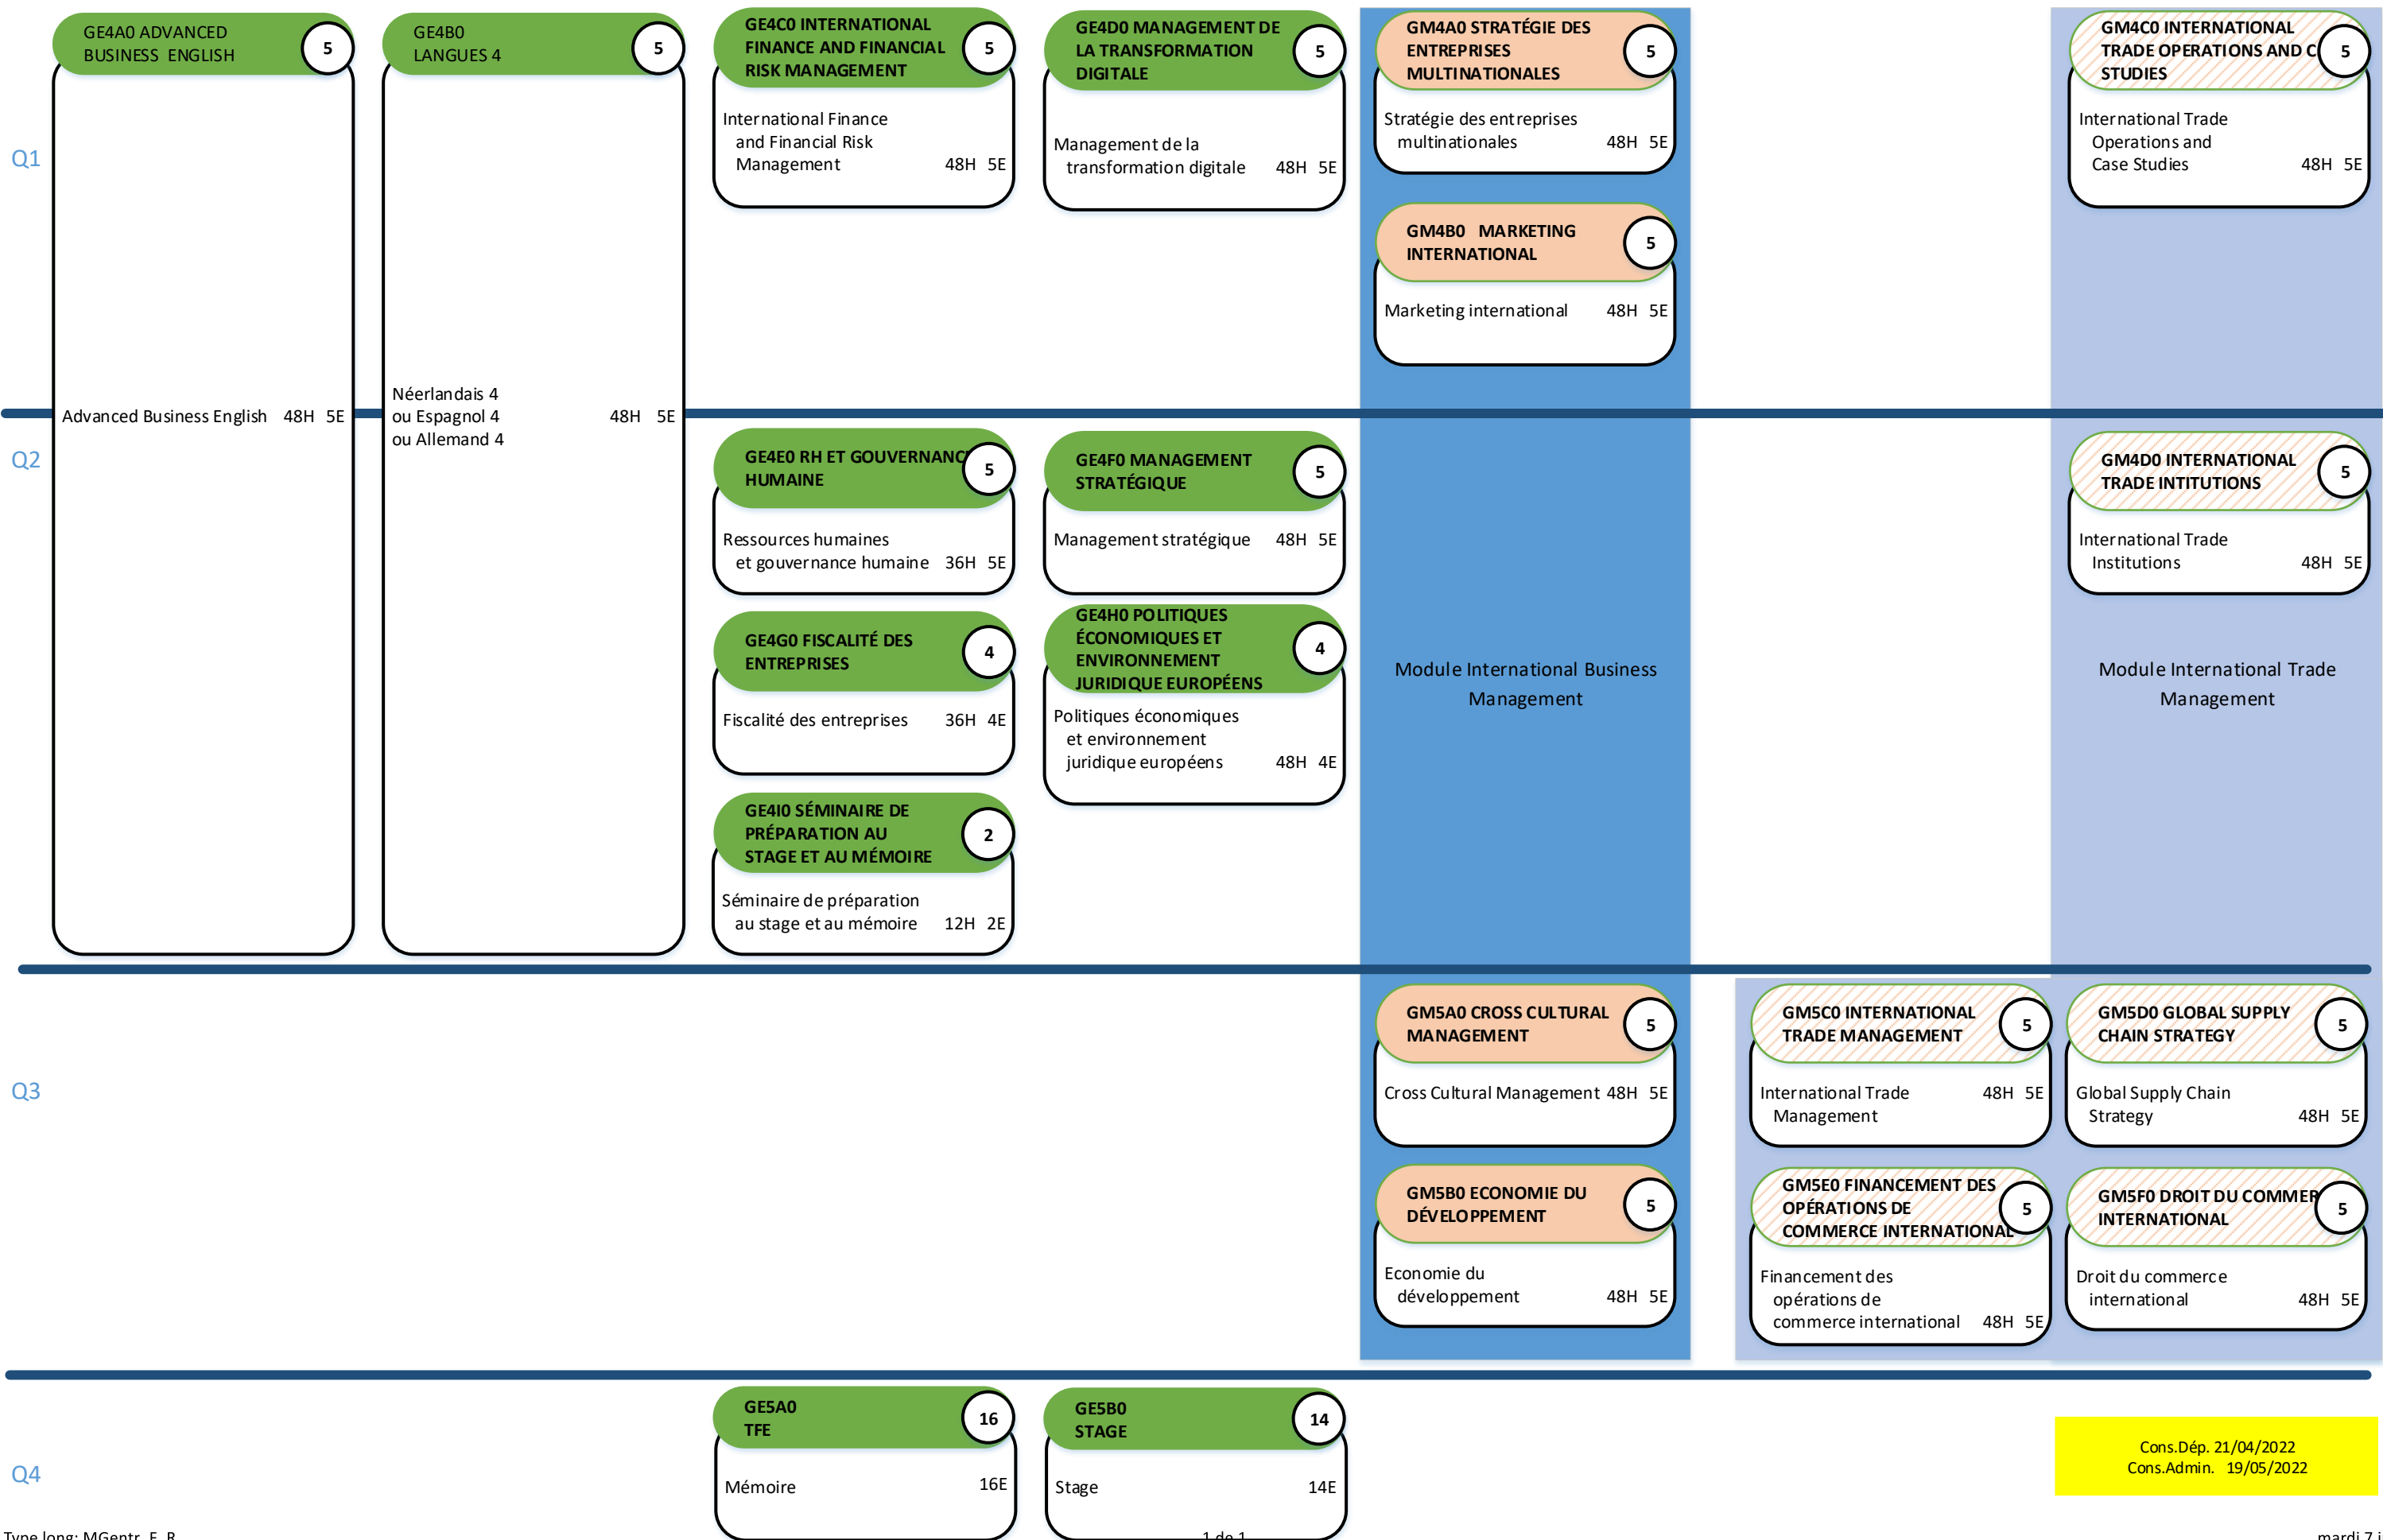 GE4A0 ADVANCED
BUSINESS ENGLISH
5
Advanced Business English 48H 5E
GE4B0
LANGUES 4
5
Néerlandais 4
ou Espagnol 4
ou Allemand 4
48H 5E
Q1
GE4C0 INTERNATIONAL
FINANCE AND FINANCIAL
RISK MANAGEMENT
5
International Finance
and Financial Risk
Management 48H 5E
GE4D0 MANAGEMENT DE
LA TRANSFORMATION
DIGITALE
5
Management de la
transformation digitale 48H 5E
GM4A0 STRATÉGIE DES
ENTREPRISES
MULTINATIONALES
5
Stratégie des entreprises
multinationales 48H 5E
GM4B0 MARKETING
INTERNATIONAL
5
Marketing international 48H 5E
GM4C0 INTERNATIONAL
TRADE OPERATIONS AND C
STUDIES
5
International Trade
Operations and
Case Studies 48H 5E
Q2
GE4E0 RH ET GOUVERNANC
HUMAINE
5
Ressources humaines
et gouvernance humaine 36H 5E
GE4F0 MANAGEMENT
STRATÉGIQUE
5
Management stratégique 48H 5E
GE4G0 FISCALITÉ DES
ENTREPRISES
4
Fiscalité des entreprises 36H 4E
GE4H0 POLITIQUES
ÉCONOMIQUES ET
ENVIRONNEMENT
JURIDIQUE EUROPÉENS
4
Politiques économiques
et environnement
juridique européens 48H 4E
GE4I0 SÉMINAIRE DE
PRÉPARATION AU
STAGE ET AU MÉMOIRE
2
Séminaire de préparation
au stage et au mémoire 12H 2E
Module International Business
Management
GM4D0 INTERNATIONAL
TRADE INTITUTIONS
5
International Trade
Institutions 48H 5E
Module International Trade
Management
Q3
GM5A0 CROSS CULTURAL
MANAGEMENT
5
Cross Cultural Management 48H 5E
GM5B0 ECONOMIE DU
DÉVELOPPEMENT
5
Economie du
développement 48H 5E
GM5C0 INTERNATIONAL
TRADE MANAGEMENT
5
International Trade 48H 5E
Management
GM5D0 GLOBAL SUPPLY
CHAIN STRATEGY
5
Global Supply Chain
Strategy 48H 5E
GM5E0 FINANCEMENT DES
OPÉRATIONS DE
COMMERCE INTERNATIONAL
5
Financement des
opérations de
commerce international 48H 5E
GM5F0 DROIT DU COMMER
INTERNATIONAL
5
Droit du commerce
international 48H 5E
Q4
GE5A0
TFE
16
Mémoire 16E
GE5B0
STAGE
14
Stage 14E
Cons.Dép. 21/04/2022
Cons.Admin. 19/05/2022
Type long: MGentr F R
1 de 1
mardi 7